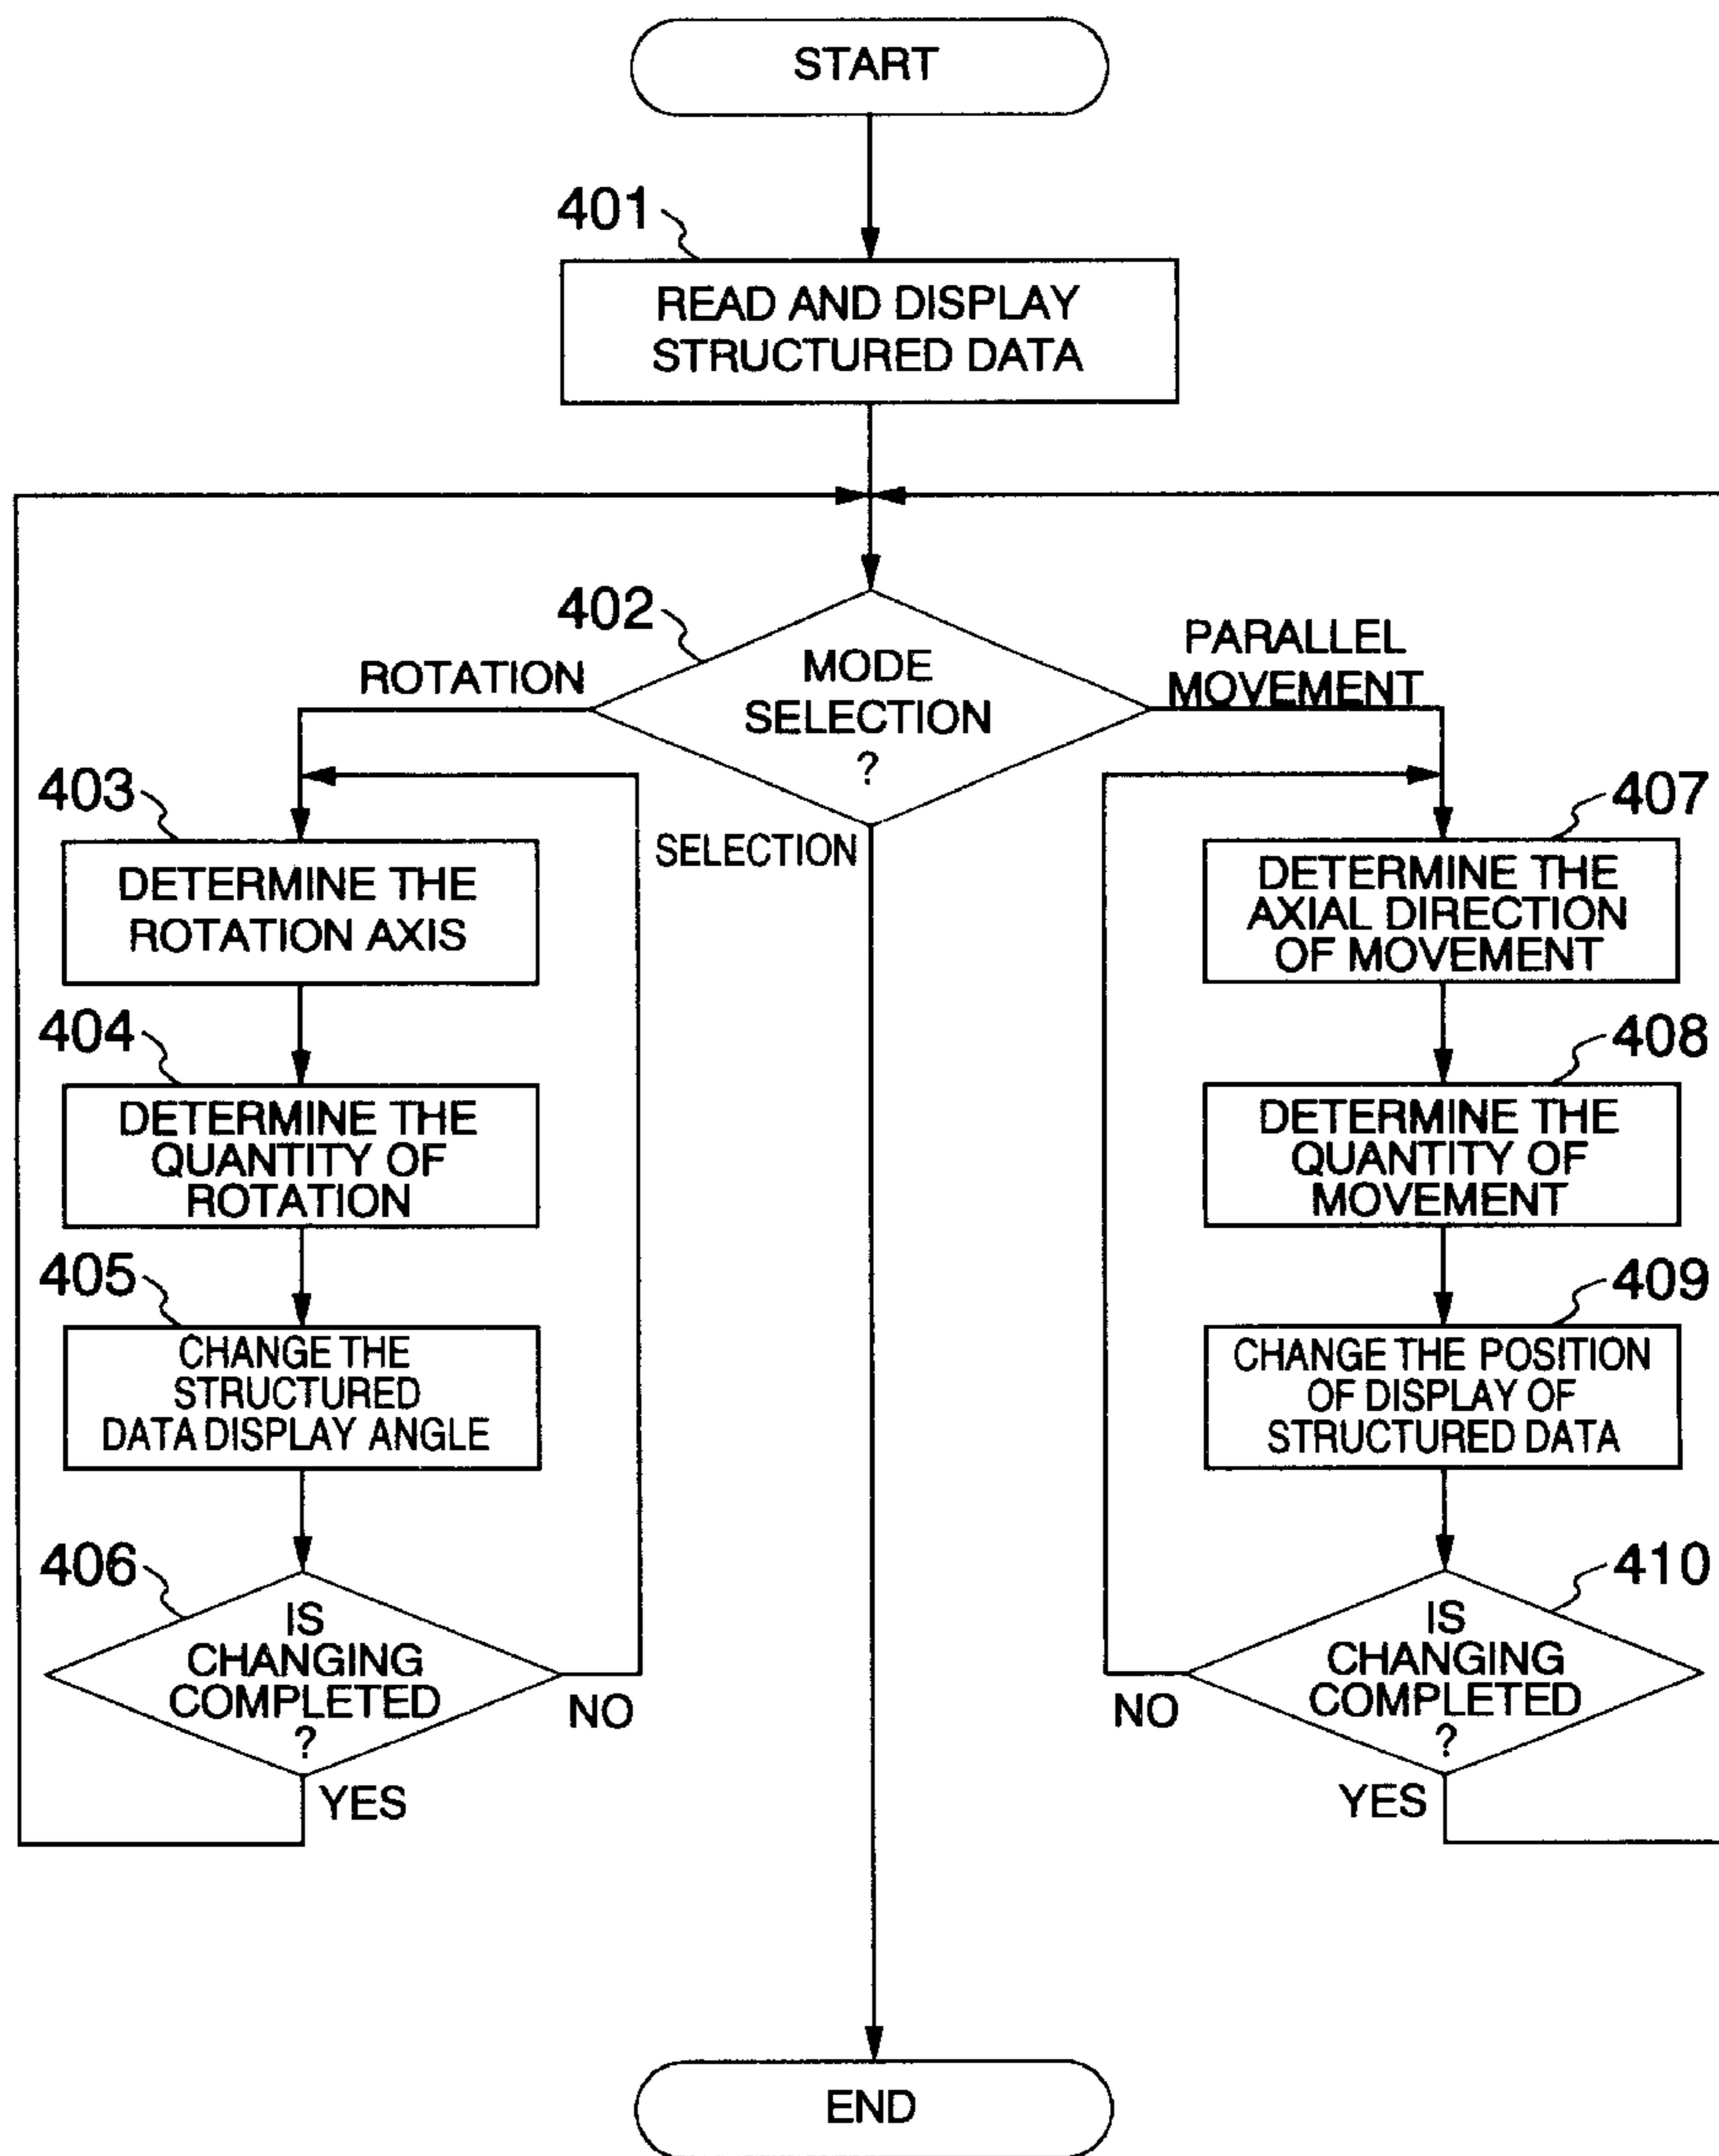 START
401
READ AND DISPLAY
STRUCTURED DATA
402
MODE
SELECTION
?
ROTATION
PARALLEL
MOVEMENT
SELECTION
403
DETERMINE THE
ROTATION AXIS
404
DETERMINE THE
QUANTITY OF
ROTATION
405
CHANGE THE
STRUCTURED
DATA DISPLAY ANGLE
406
IS
CHANGING
COMPLETED
?
NO
YES
407
DETERMINE THE
AXIAL DIRECTION
OF MOVEMENT
408
DETERMINE THE
QUANTITY OF
MOVEMENT
409
CHANGE THE POSITION
OF DISPLAY OF
STRUCTURED DATA
410
IS
CHANGING
COMPLETED
?
NO
YES
END